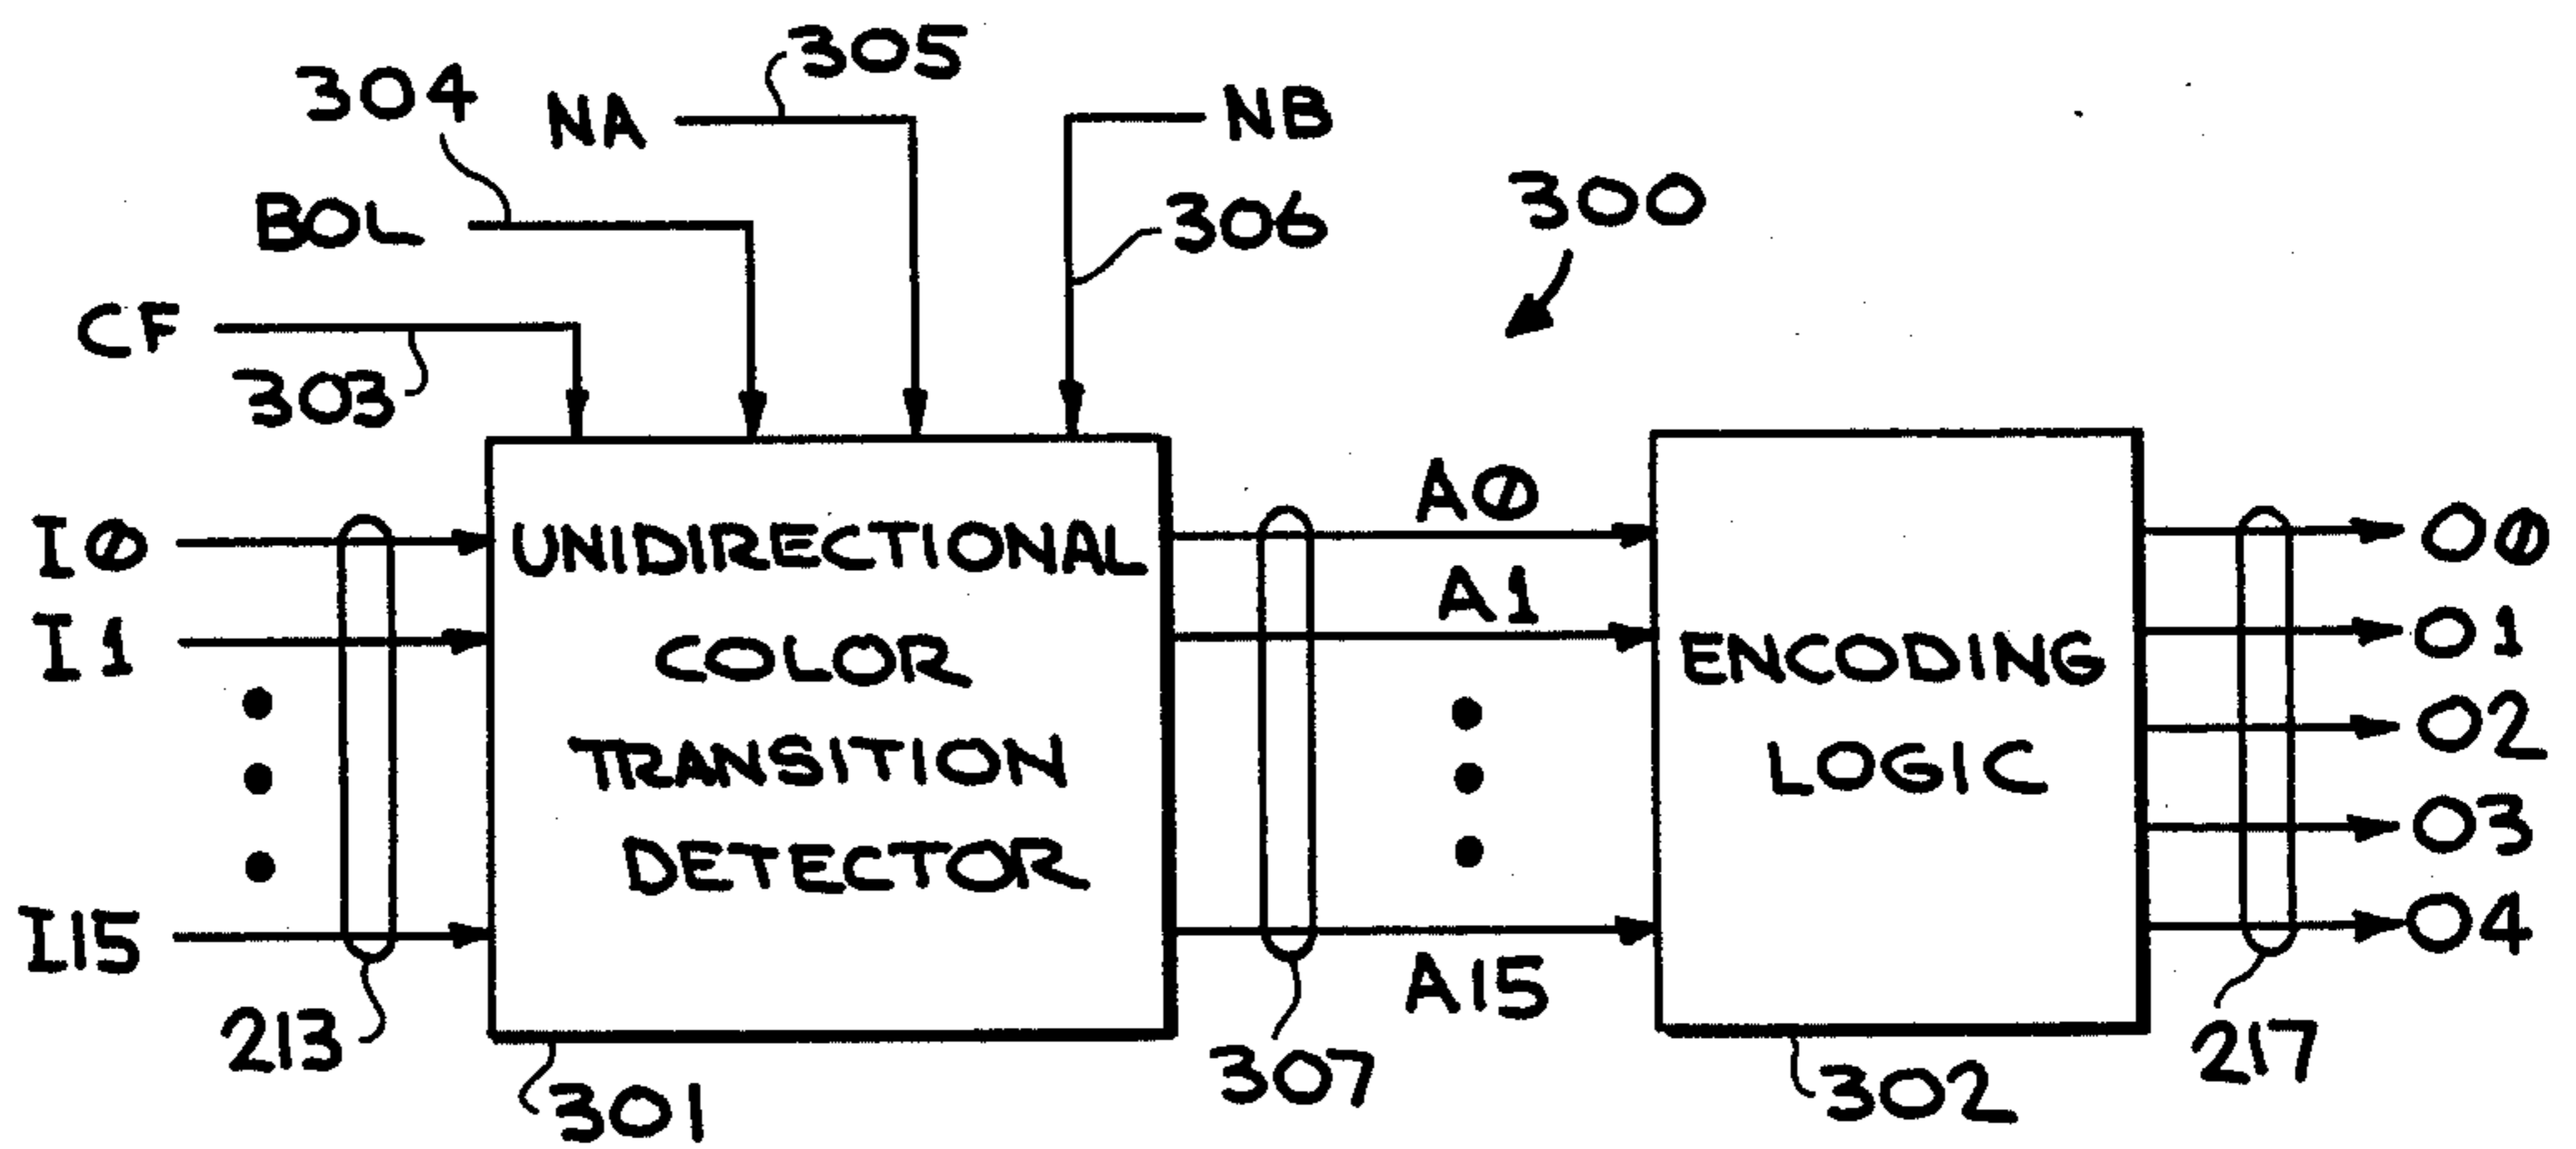 305
304
NA
NB
BOL
306
300
CF
303
A0
I0
UNIDIRECTIONAL
O0
A1
I1
COLOR
ENCODING
O1
TRANSITION
LOGIC
O2
DETECTOR
O3
I15
A15
O4
213
301
307
302
217